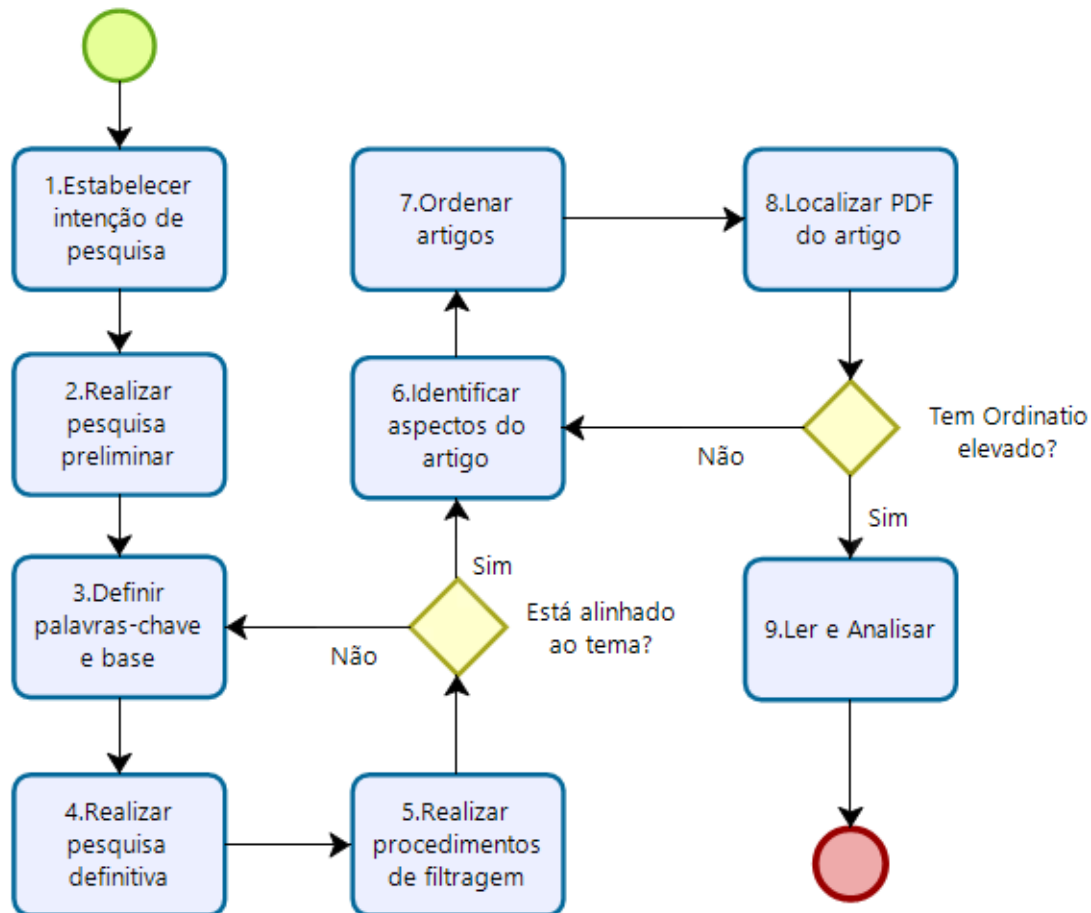 1.Estabelecer
intenção de
pesquisa
2.Realizar
pesquisa
preliminar
3.Definir
palavras-chave
e base
4.Realizar
pesquisa
definitiva
5.Realizar
procedimentos
de filtragem
Está alinhado
ao tema?
Não
Sim
6.Identificar
aspectos do
artigo
7.Ordenar
artigos
8.Localizar PDF
do artigo
Tem Ordinatio
elevado?
Não
Sim
9.Ler e Analisar